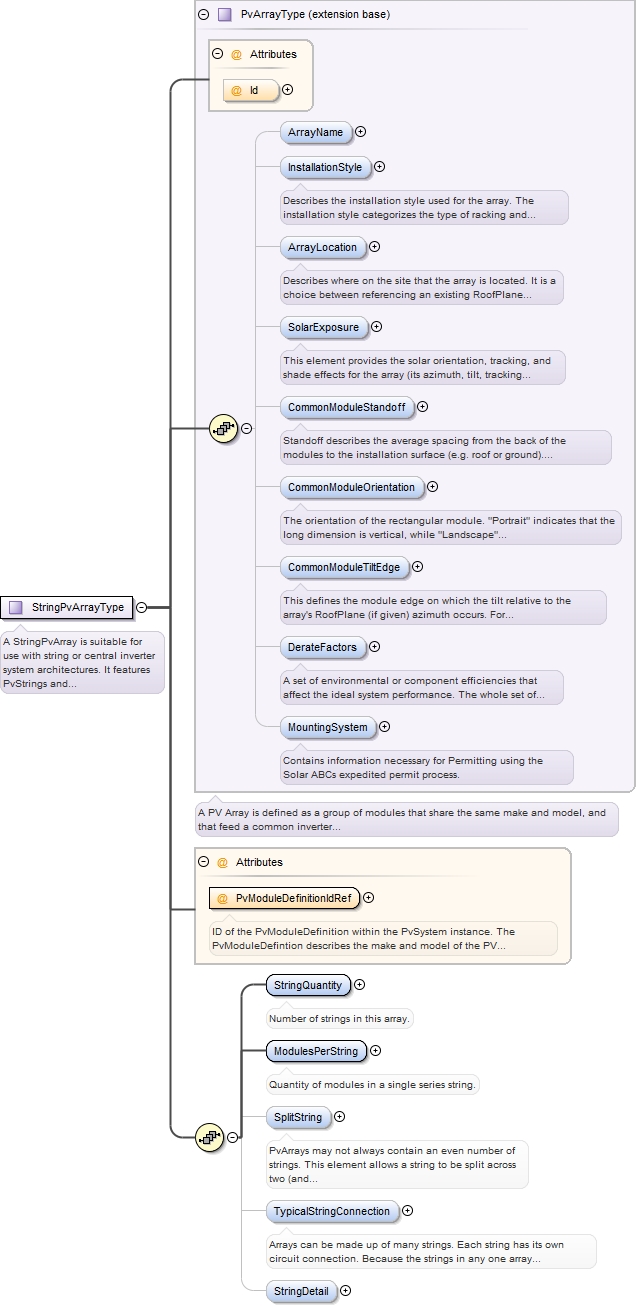 PvArrayType (extension base)
@ Attributes
@ Id
ArrayName
InstallationStyle
Describes the installation style used for the array. The
installation style categorizes the type of racking and...
ArrayLocation
Describes where on the site that the array is located. It is a
choice between referencing an existing RoofPlane...
SolarExposure
This element provides the solar orientation, tracking, and
shade effects for the array (its azimuth, tilt, tracking...
CommonModuleStandoff
Standoff describes the average spacing from the back of the
modules to the installation surface (e.g. roof or ground)....
CommonModuleOrientation
The orientation of the rectangular module. "Portrait" indicates that the
long dimension is vertical, while "Landscape"...
CommonModuleTiltEdge
This defines the module edge on which the tilt relative to the
array's RoofPlane (if given) azimuth occurs. For...
DerateFactors
A set of environmental or component efficiencies that
affect the ideal system performance. The whole set of...
MountingSystem
Contains information necessary for Permitting using the
Solar ABCs expedited permit process.
StringPvArrayType
A StringPvArray is suitable for
use with string or central inverter
system architectures. It features
PvStrings and...
A PV Array is defined as a group of modules that share the same make and model, and
that feed a common inverter...
@ Attributes
@ PvModuleDefinitionIdRef
ID of the PvModuleDefinition within the PvSystem instance. The
PvModuleDefintion describes the make and model of the PV...
StringQuantity
Number of strings in this array.
ModulesPerString
Quantity of modules in a single series string.
SplitString
PvArrays may not always contain an even number of
strings. This element allows a string to be split across
two (and...
TypicalStringConnection
Arrays can be made up of many strings. Each string has its own
circuit connection. Because the strings in any one array...
StringDetail